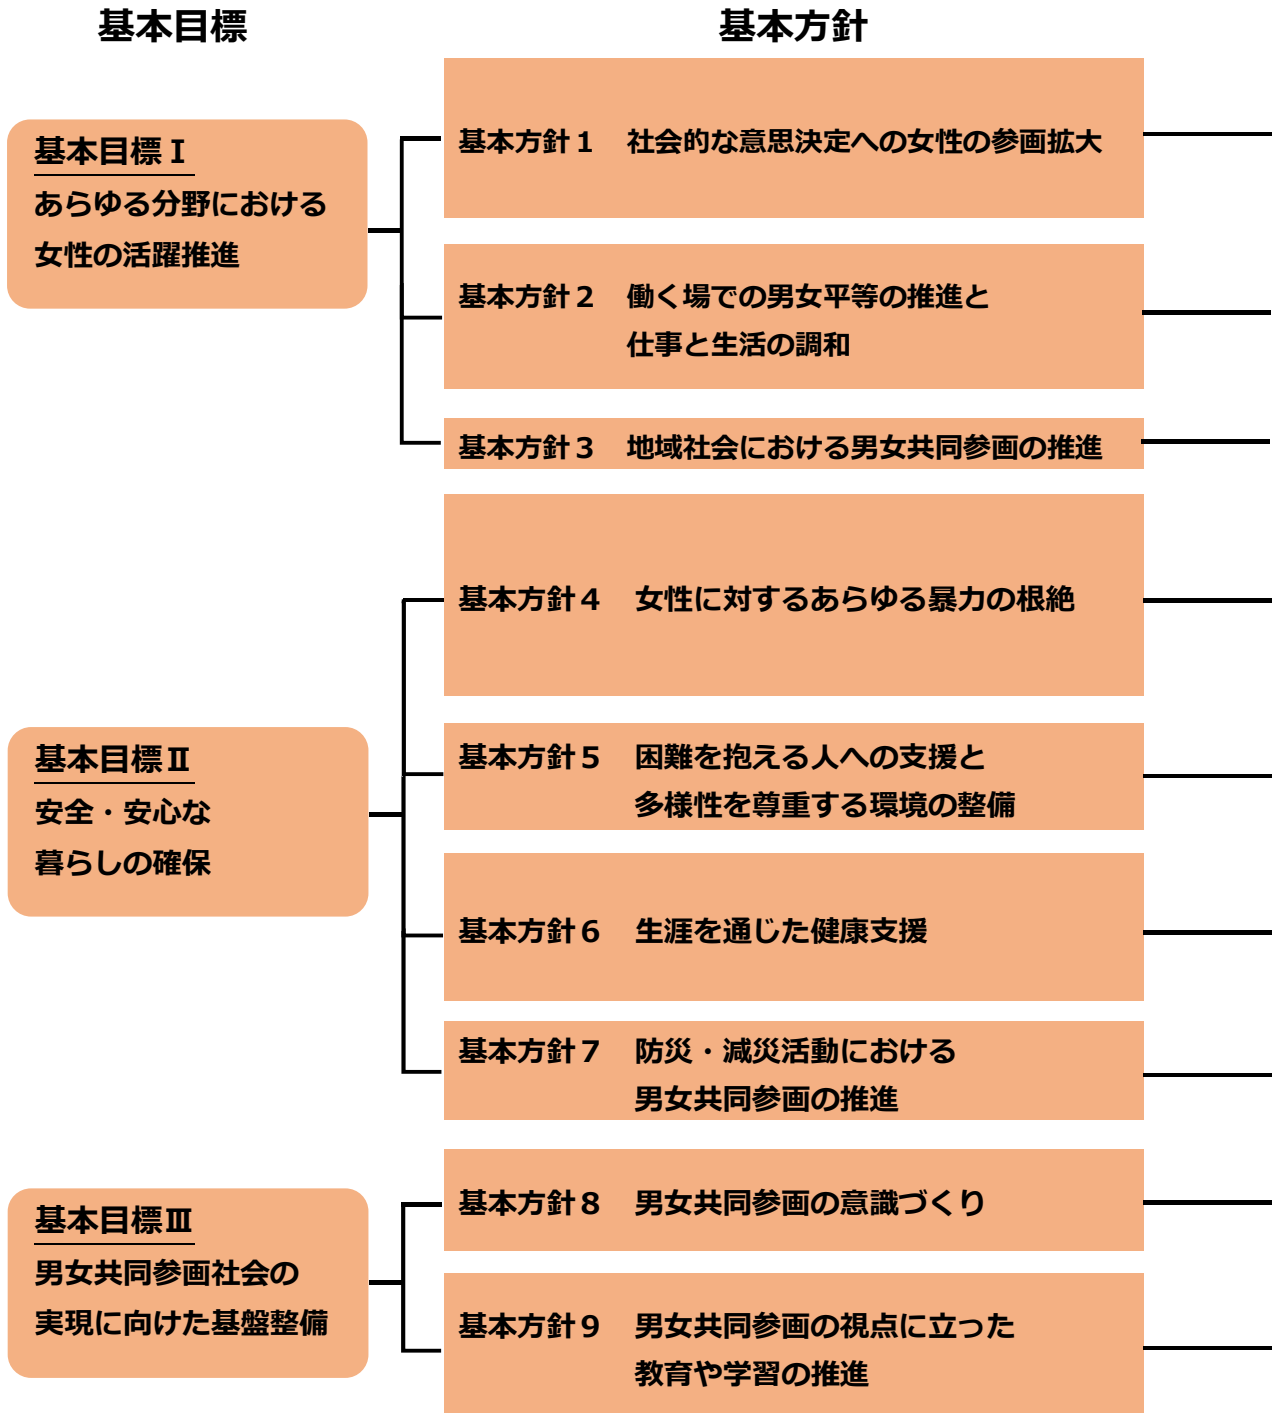 基本目標
基本方針
基本目標Ⅰ
あらゆる分野における
女性の活躍推進
基本方針１　社会的な意思決定への女性の参画拡大
基本方針２　働く場での男女平等の推進と
仕事と生活の調和
基本方針３　地域社会における男女共同参画の推進
基本目標Ⅱ
安全・安心な
暮らしの確保
基本方針４　女性に対するあらゆる暴力の根絶
基本方針５　困難を抱える人への支援と
多様性を尊重する環境の整備
基本方針６　生涯を通じた健康支援
基本方針７　防災・減災活動における
男女共同参画の推進
基本目標Ⅲ
男女共同参画社会の
実現に向けた基盤整備
基本方針８　男女共同参画の意識づくり
基本方針９　男女共同参画の視点に立った
教育や学習の推進